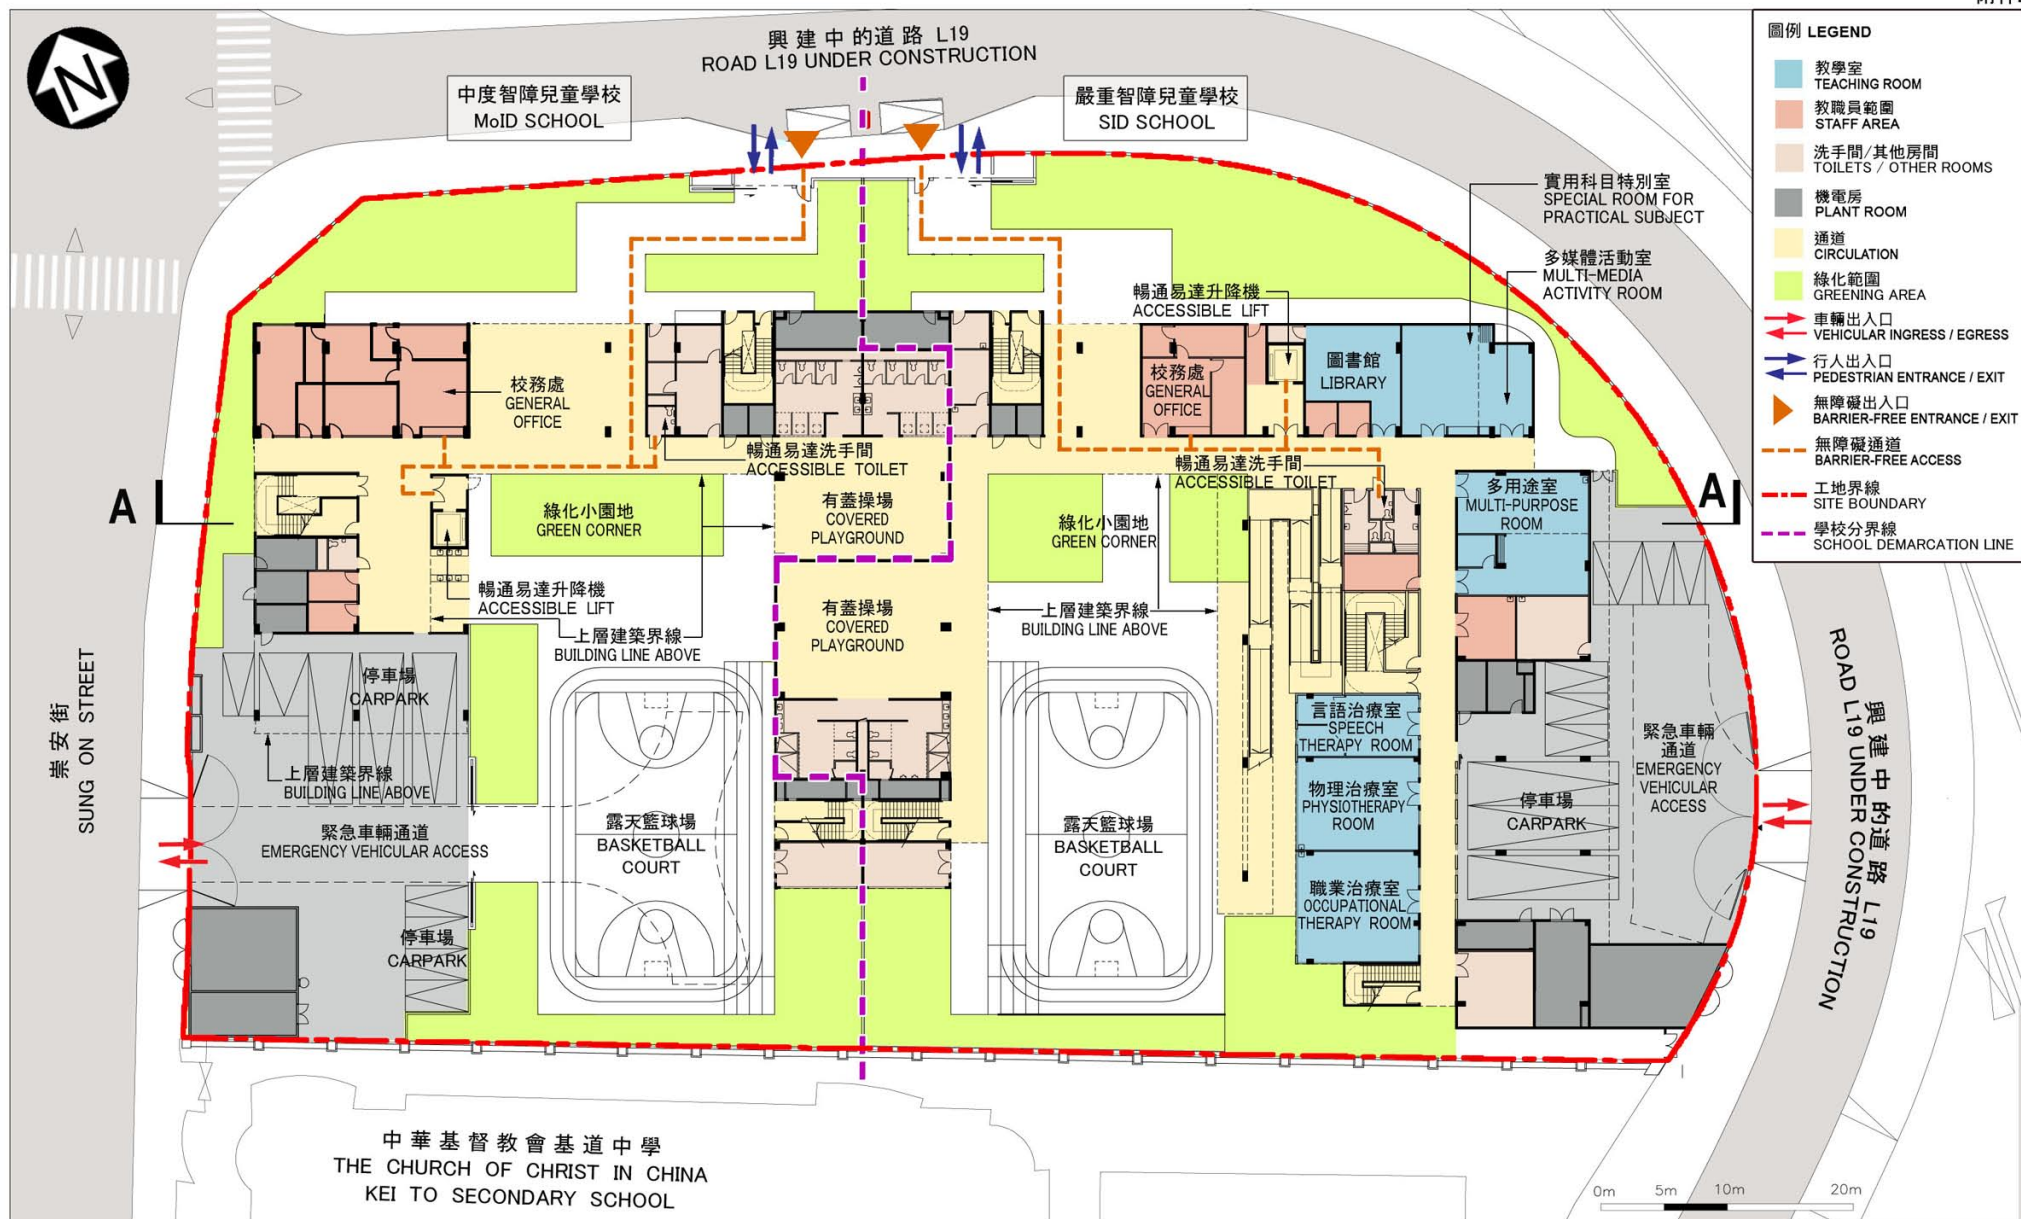 興建中的道路 L19
ROAD L19 UNDER CONSTRUCTION
中度智障兒童學校
MoID SCHOOL
嚴重智障兒童學校
SID SCHOOL
N
圖例 LEGEND
教學室
TEACHING ROOM
教職員範圍
STAFF AREA
洗手間/其他房間
TOILETS / OTHER ROOMS
機電房
PLANT ROOM
通道
CIRCULATION
綠化範圍
GREENING AREA
車輛出入口
VEHICULAR INGRESS / EGRESS
行人出入口
PEDESTRIAN ENTRANCE / EXIT
無障礙出入口
BARRIER-FREE ENTRANCE / EXIT
無障礙通道
BARRIER-FREE ACCESS
工地界線
SITE BOUNDARY
學校分界線
SCHOOL DEMARCATION LINE
實用科目特別室
SPECIAL ROOM FOR
PRACTICAL SUBJECT
多媒體活動室
MULTI-MEDIA
ACTIVITY ROOM
暢通易達升降機
ACCESSIBLE LIFT
校務處
GENERAL
OFFICE
校務處
GENERAL
OFFICE
圖書館
LIBRARY
暢通易達洗手間
ACCESSIBLE TOILET
暢通易達洗手間
ACCESSIBLE TOILET
A
A
綠化小園地
GREEN CORNER
有蓋操場
COVERED
PLAYGROUND
綠化小園地
GREEN CORNER
多用途室
MULTI-PURPOSE
ROOM
暢通易達升降機
ACCESSIBLE LIFT
上層建築界線
BUILDING LINE ABOVE
有蓋操場
COVERED
PLAYGROUND
上層建築界線
BUILDING LINE ABOVE
崇安街
SUNG ON STREET
停車場
CARPARK
上層建築界線
BUILDING LINE ABOVE
言語治療室
SPEECH
THERAPY ROOM
物理治療室
PHYSIOTHERAPY
ROOM
職業治療室
OCCUPATIONAL
THERAPY ROOM
緊急車輛
通道
EMERGENCY
VEHICULAR
ACCESS
停車場
CARPARK
興建中的道路 L19
ROAD L19 UNDER CONSTRUCTION
緊急車輛通道
EMERGENCY VEHICULAR ACCESS
露天籃球場
BASKETBALL
COURT
露天籃球場
BASKETBALL
COURT
停車場
CARPARK
中華基督教會基道中學
THE CHURCH OF CHRIST IN CHINA
KEI TO SECONDARY SCHOOL
0m 5m 10m 20m